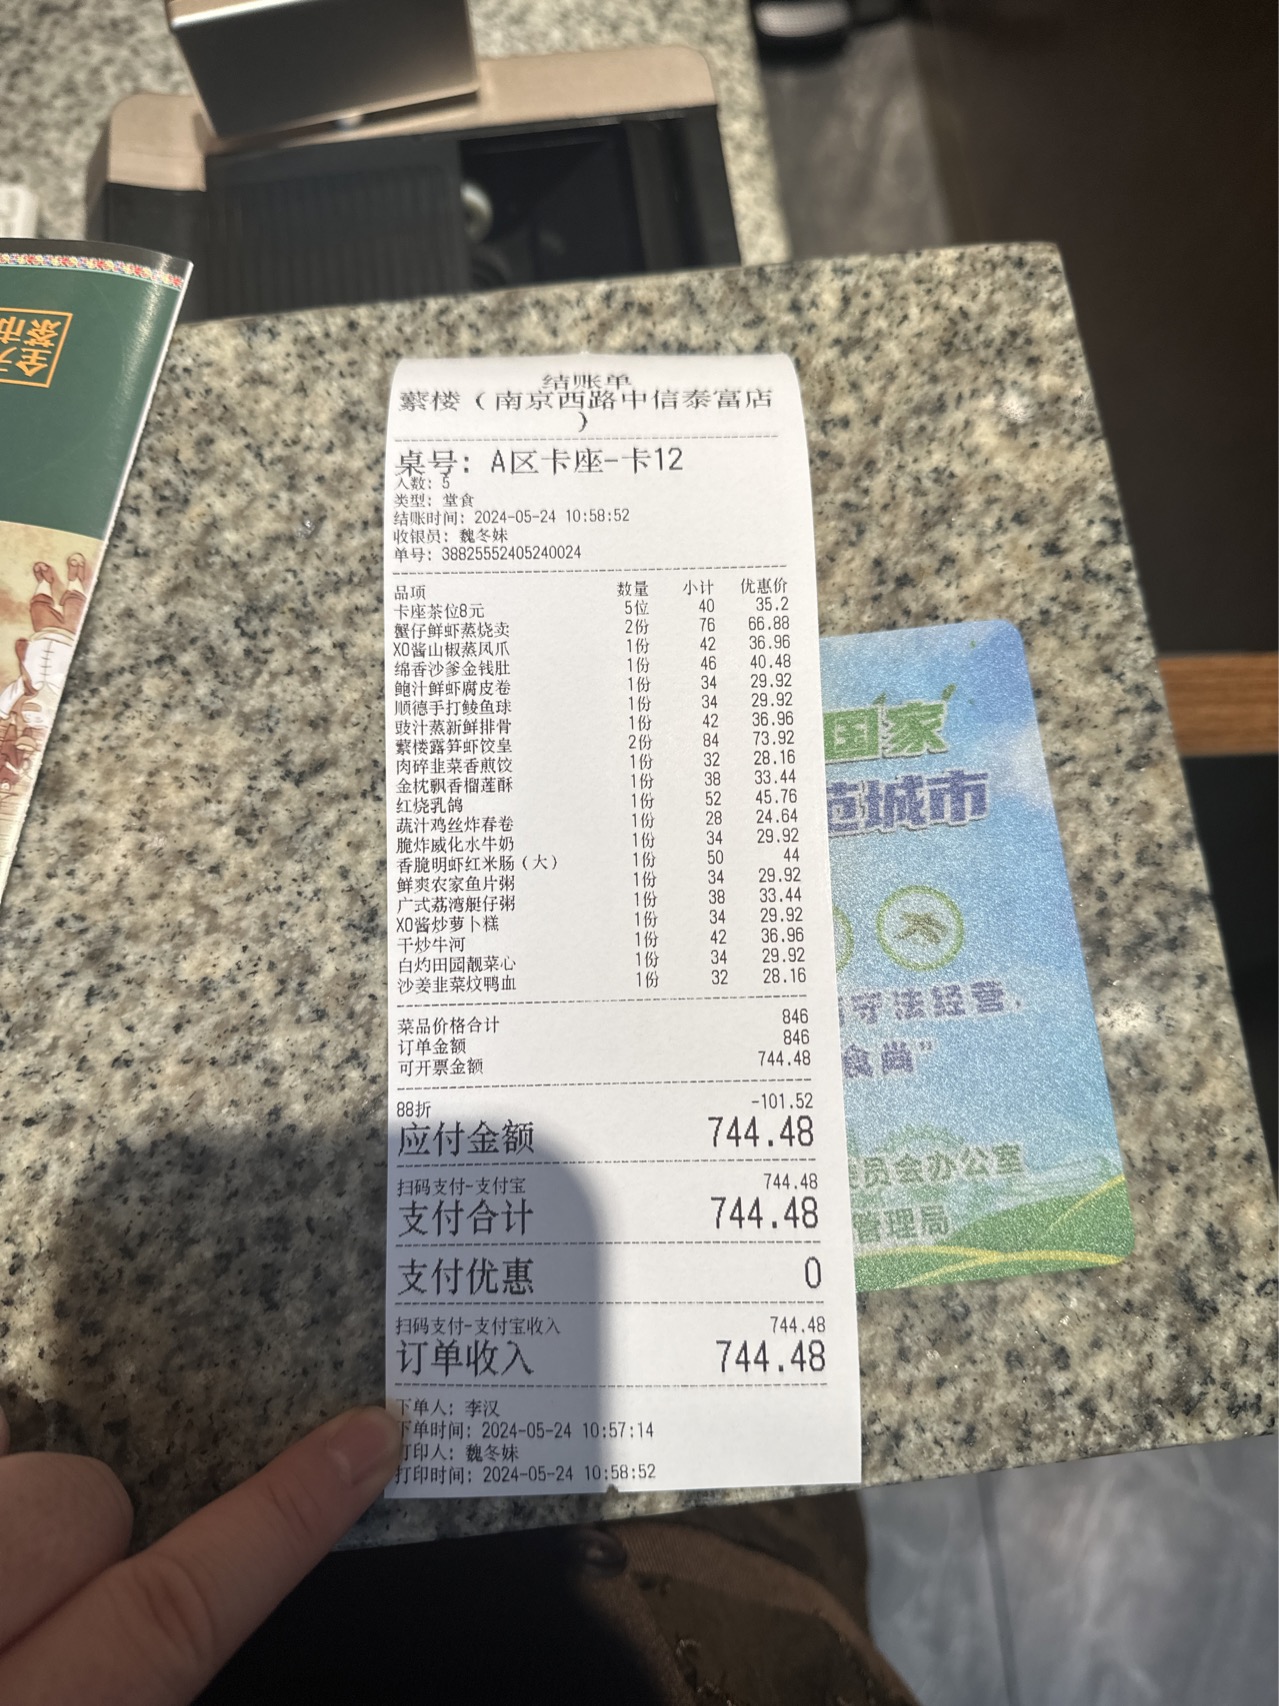 结账单
蘩楼（南京西路中信泰富店
）
桌号：A区卡座-卡12
人数：5
类型：堂食
结账时间：2024-05-24 10:58:52
收银员：魏冬妹
单号：38825552405240024
品项 数量 小计 优惠价
卡座茶位8元 5位 40 35.2
蟹仔鲜虾蒸烧卖 2份 76 66.88
XO酱山椒蒸凤爪 1份 42 36.96
绵香沙爹金钱肚 1份 46 40.48
鲍汁鲜虾腐皮卷 1份 34 29.92
顺德手打鲮鱼球 1份 34 29.92
豉汁蒸新鲜排骨 1份 42 36.96
蘩楼露笋虾饺皇 2份 84 73.92
肉碎韭菜香煎饺 1份 32 28.16
金枕飘香榴莲酥 1份 38 33.44
红烧乳鸽 1份 52 45.76
蔬汁鸡丝炸春卷 1份 28 24.64
脆炸威化水牛奶 1份 34 29.92
香脆明虾红米肠（大） 1份 50 44
鲜爽农家鱼片粥 1份 34 29.92
广式荔湾艇仔粥 1份 38 33.44
XO酱炒萝卜糕 1份 34 29.92
干炒牛河 1份 42 36.96
白灼田园靓菜心 1份 34 29.92
沙姜韭菜炆鸭血 1份 32 28.16
菜品价格合计 846
订单金额 846
可开票金额 744.48
88折 -101.52
应付金额 744.48
扫码支付-支付宝 744.48
支付合计 744.48
支付优惠 0
扫码支付-支付宝收入 744.48
订单收入 744.48
下单人：李汉
下单时间：2024-05-24 10:57:14
打印人：魏冬妹
打印时间：2024-05-24 10:58:52
国家
范城市
守法经营，
食尚”
员会办公室
管理局
全
茶市